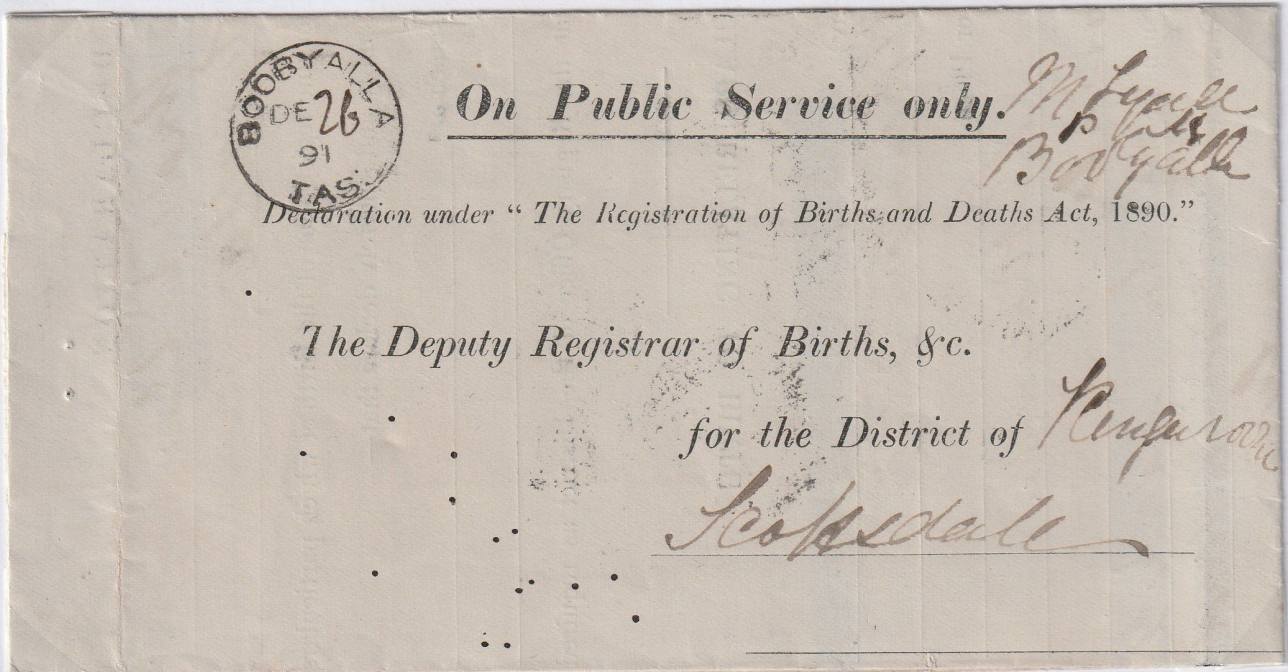 BOOBYALLA
DE 26
91
TAS.
On Public Service only.
M
Declaration under “ The Registration of Births and Deaths Act, 1890.”
The Deputy Registrar of Births, &c.
for the District of
Scottsdale